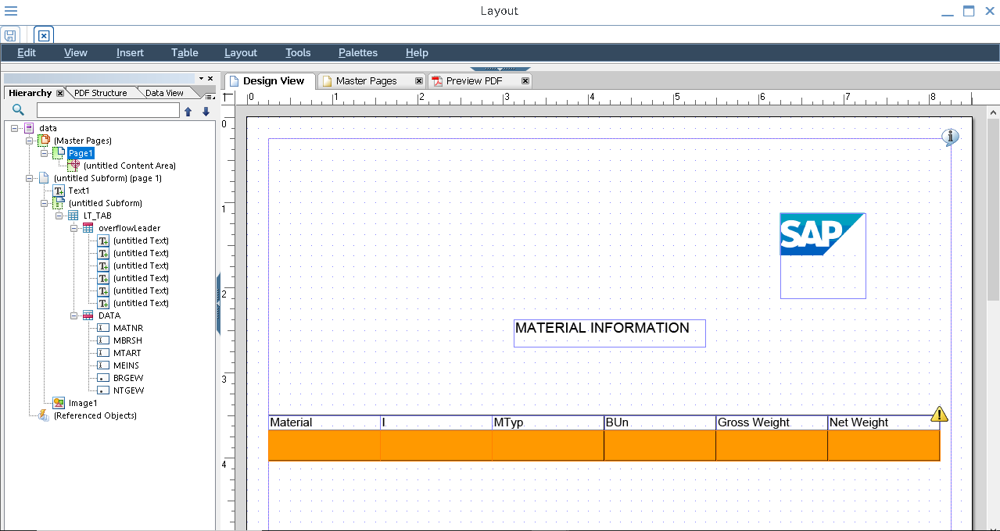 Layout
Edit View Insert Table Layout Tools Palettes Help
Design View Master Pages Preview PDF
Hierarchy PDF Structure Data View
0 1 2 3 4 5 6 7 8
0
1
2
3
4
data
(Master Pages)
Page1
(untitled Content Area)
(untitled Subform) (page 1)
Text1
(untitled Subform)
LT_TAB
overflowLeader
(untitled Text)
(untitled Text)
(untitled Text)
(untitled Text)
(untitled Text)
(untitled Text)
DATA
MATNR
MBRSH
MTART
MEINS
BRGEW
NTGEW
Image1
(Referenced Objects)
SAP
MATERIAL INFORMATION
Material I MTyp BUn Gross Weight Net Weight